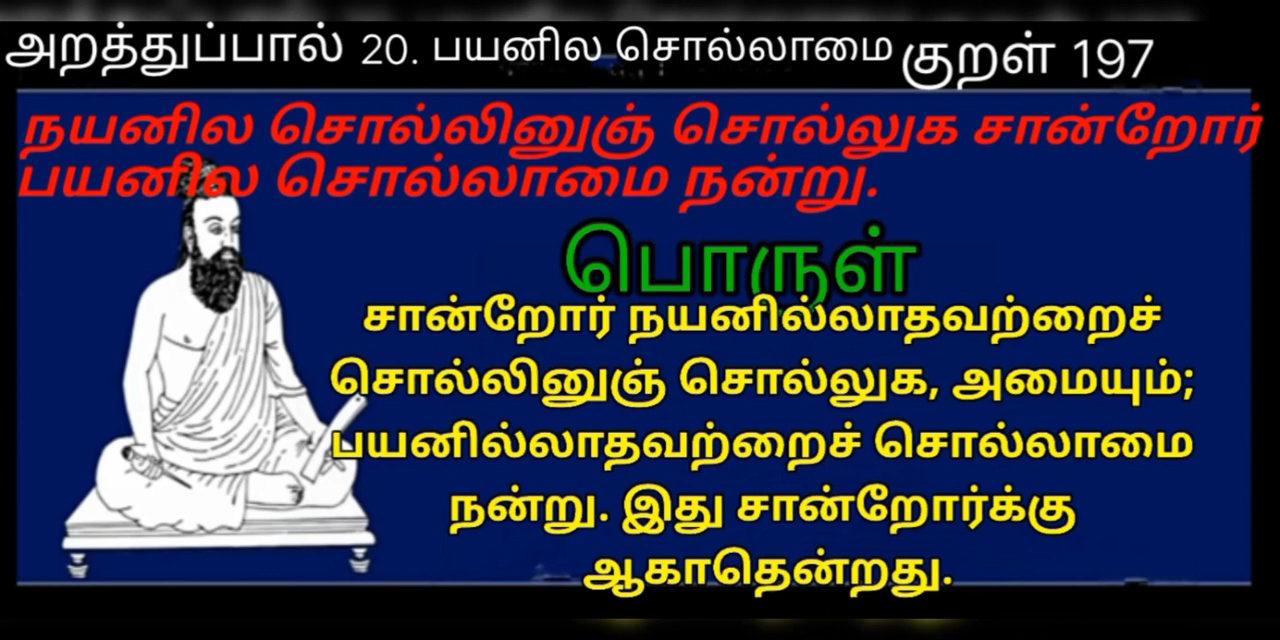 அறத்துப்பால் 20. பயனில சொல்லாமை குறள் 197
நயனில சொல்லினுஞ் சொல்லுக சான்றோர்
பயனில சொல்லாமை நன்று.
பொருள்
சான்றோர் நயனில்லாதவற்றைச்
சொல்லினுஞ் சொல்லுக, அமையும்;
பயனில்லாதவற்றைச் சொல்லாமை
நன்று. இது சான்றோர்க்கு
ஆகாதென்றது.